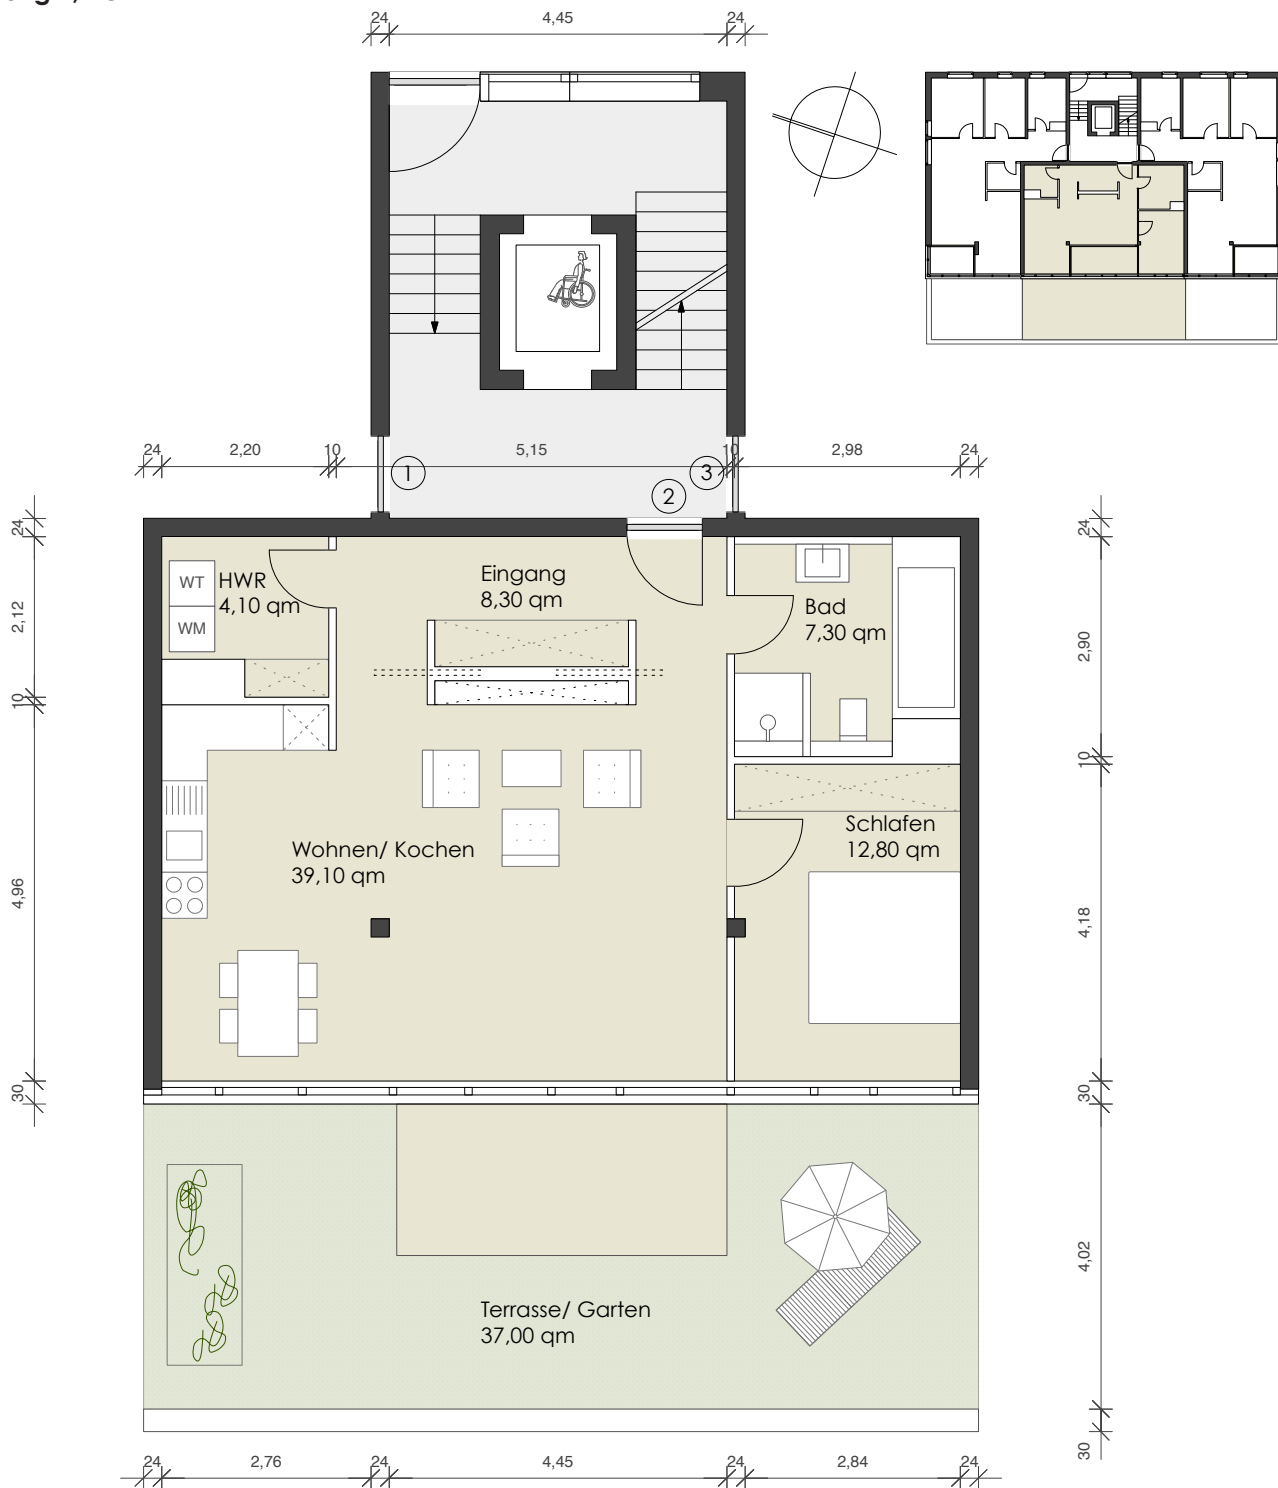 24 4,45 24
24 2,20 10 5,15 10 2,98 24
1
3
2
24
2,12
10
4,96
30
WT
WM
HWR
4,10 qm
Eingang
8,30 qm
Bad
7,30 qm
Schlafen
12,80 qm
Wohnen/ Kochen
39,10 qm
Terrasse/ Garten
37,00 qm
24
2,90
10
4,18
30
4,02
30
24 2,76 24 4,45 24 2,84 24